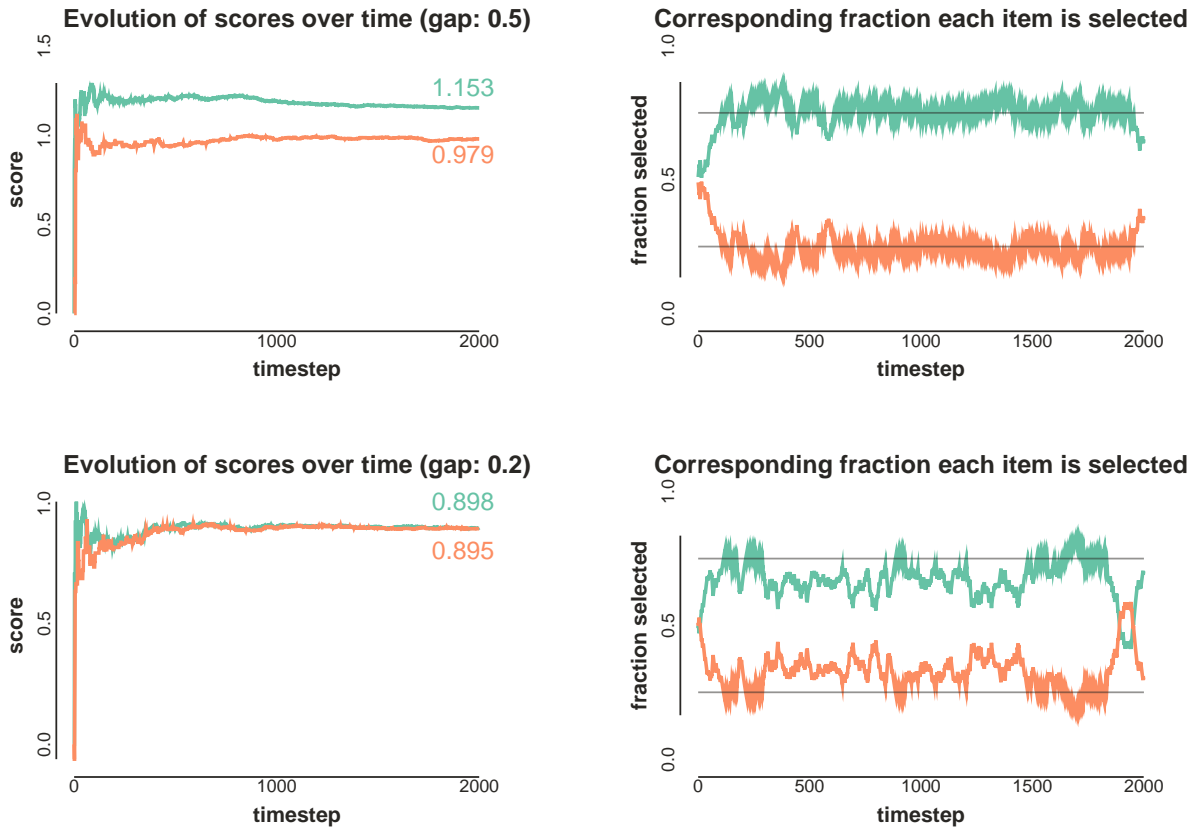 Evolution of scores over time (gap: 0.5)
score
0.0 0.5 1.0 1.5
1.153
0.979
0 1000 2000
timestep
Corresponding fraction each item is selected
fraction selected
0.0 0.5 1.0
0 500 1000 1500 2000
timestep
Evolution of scores over time (gap: 0.2)
score
0.0 0.5 1.0
0.898
0.895
0 1000 2000
timestep
Corresponding fraction each item is selected
fraction selected
0.0 0.5 1.0
0 500 1000 1500 2000
timestep